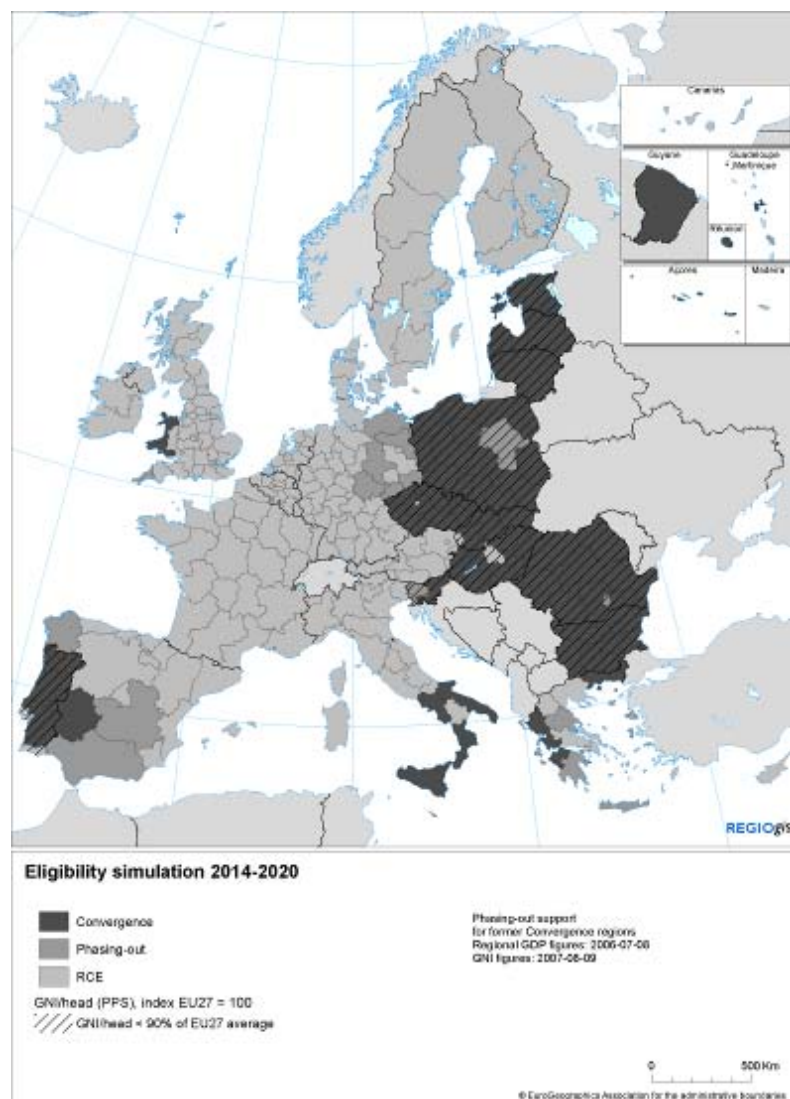 Canarias
Guyane
Guadeloupe
Martinique
Réunion
Açores
Madeira
REGIOgis
Eligibility simulation 2014-2020
Convergence
Phasing-out
RCE
GNI/head (PPS), index EU27 = 100
GNI/head < 90% of EU27 average
Phasing-out support
for former Convergence regions
Regional GDP figures: 2006-07-08
GNI figures: 2007-08-09
0 500 Km
© EuroGeographics Association for the administrative boundaries